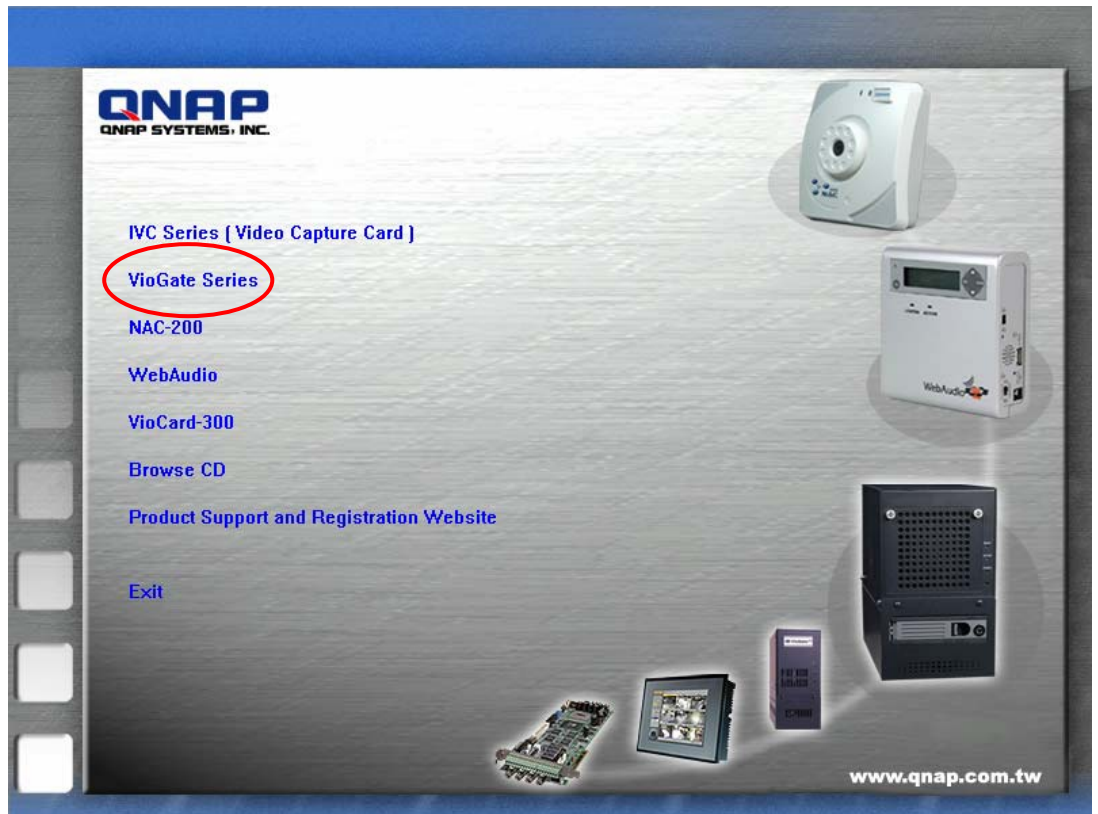 QNAP
QNAP SYSTEMS, INC.
IVC Series ( Video Capture Card )
VioGate Series
NAC-200
WebAudio
VioCard-300
Browse CD
Product Support and Registration Website
Exit
WebAudio
www.qnap.com.tw